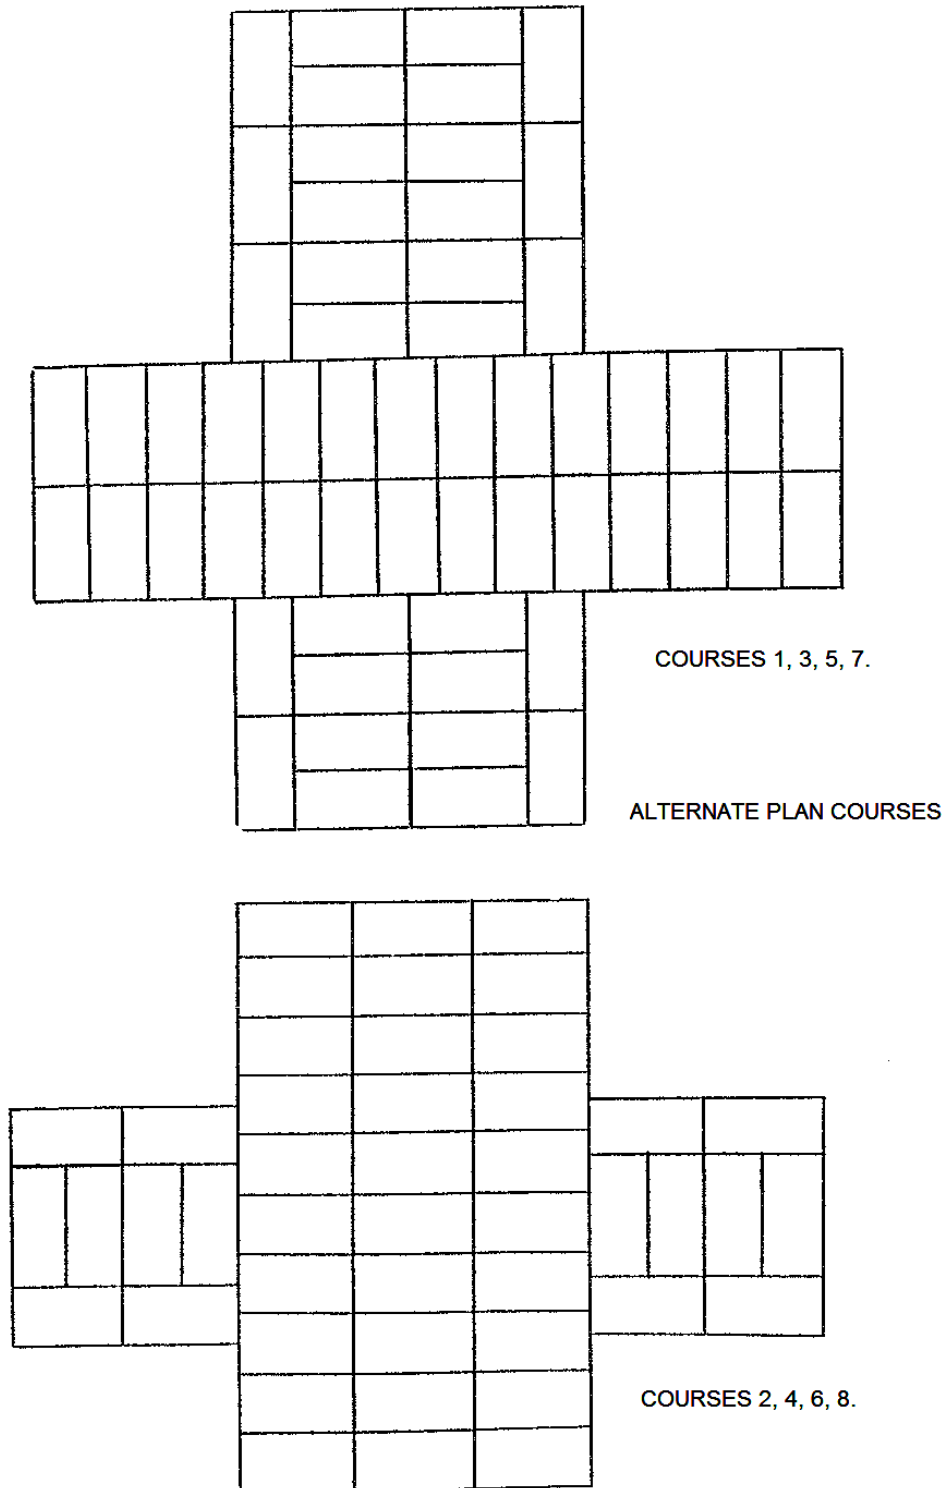 COURSES 1, 3, 5, 7.
ALTERNATE PLAN COURSES
COURSES 2, 4, 6, 8.